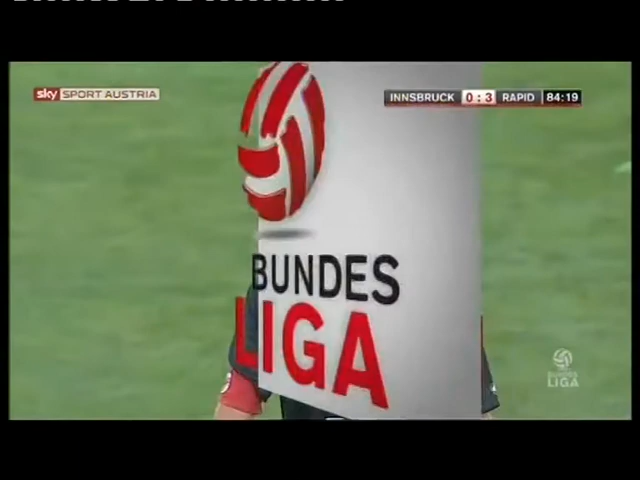 sky SPORT AUSTRIA
INNSBRUCK 0:3 RAPID 84:19
BUNDES
LIGA
BUNDES
LIGA